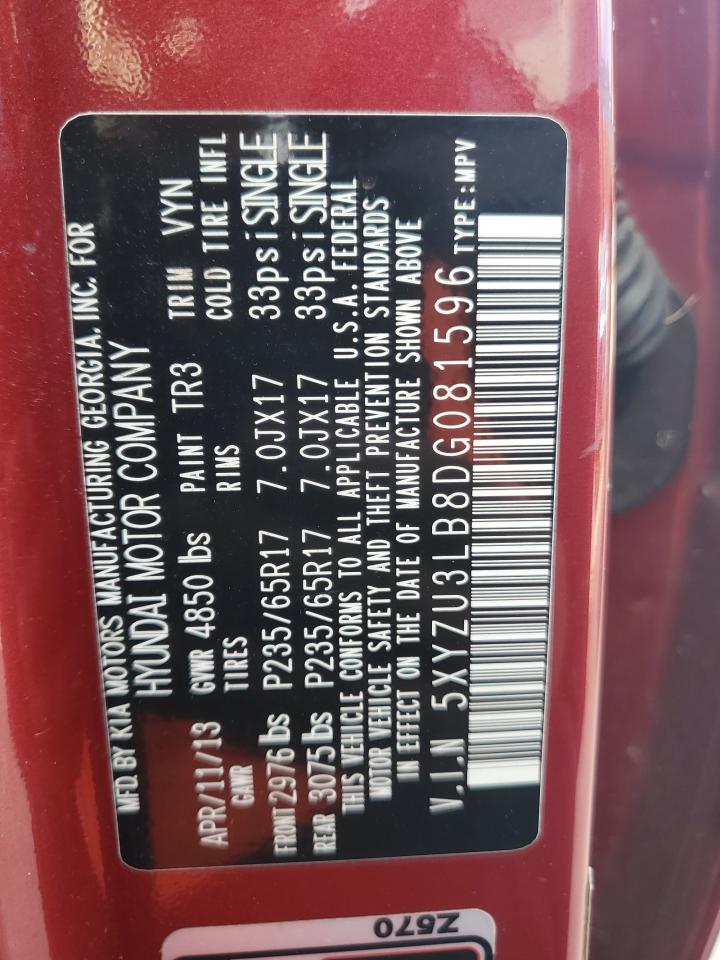 MFD. BY KIA MOTORS MANUFACTURING GEORGIA. INC. FOR
HYUNDAI MOTOR COMPANY
APR/11/13 GVWR 4850 lbs PAINT TR3 TRIM VYN
GAWR TIRES RIMS COLD TIRE INFL
FRONT 2976 lbs P235/65R17 7.0JX17 33psi SINGLE
REAR 3075 lbs P235/65R17 7.0JX17 33psi SINGLE
THIS VEHICLE CONFORMS TO ALL APPLICABLE U.S.A. FEDERAL
MOTOR VEHICLE SAFETY AND THEFT PREVENTION STANDARDS
IN EFFECT ON THE DATE OF MANUFACTURE SHOWN ABOVE
V.I.N 5XYZU3LB8DG081596 TYPE:MPV
Z570